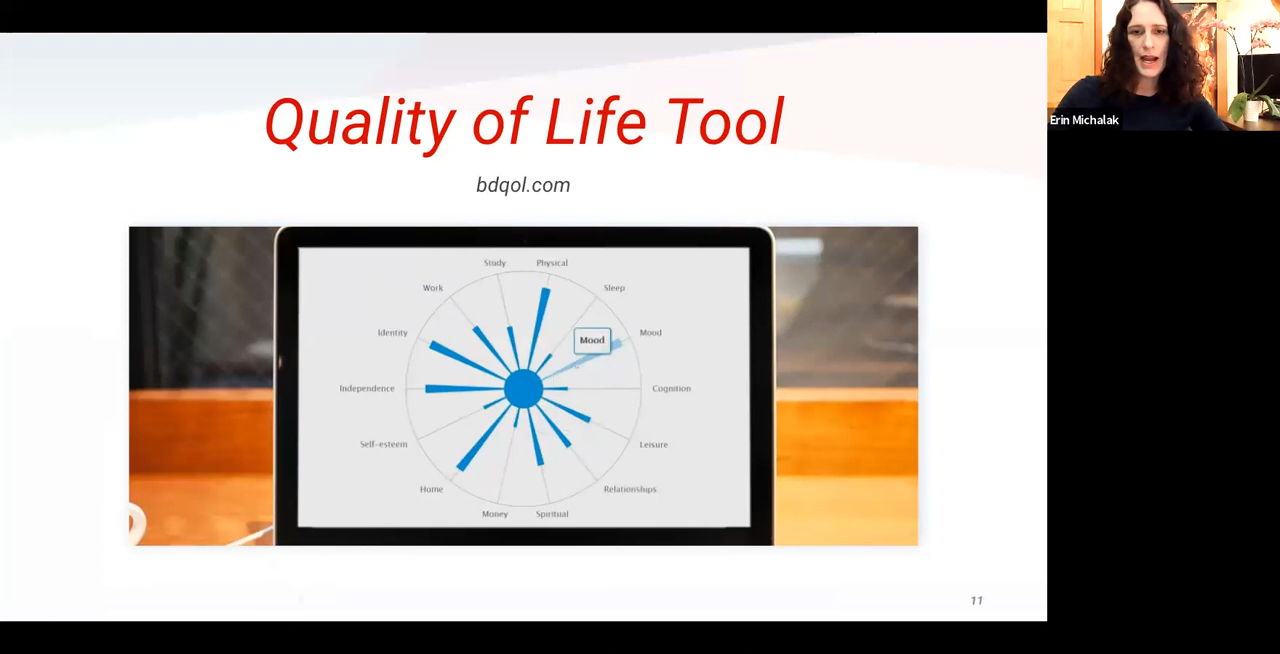 Quality of Life Tool
bdqol.com
Study
Physical
Work
Sleep
Identity
Mood
Mood
Independence
Cognition
Self-esteem
Leisure
Home
Relationships
Money
Spiritual
11
Erin Michalak